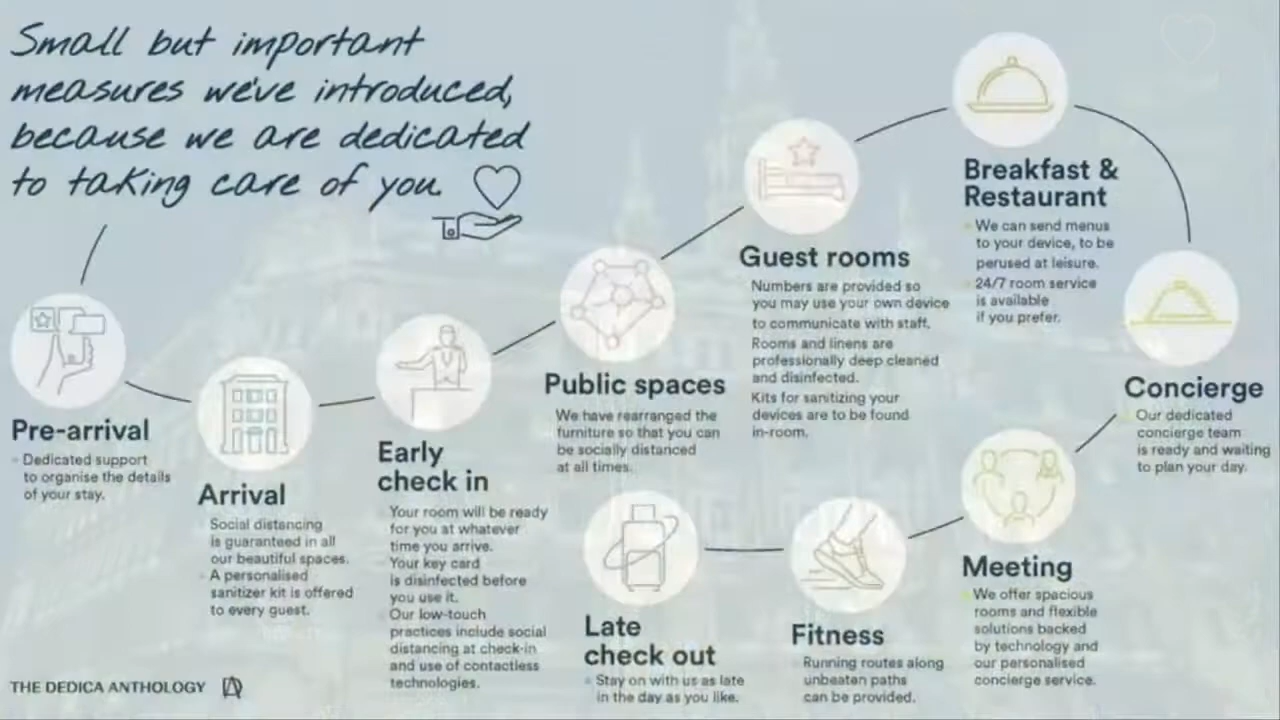 Small but important
measures we've introduced,
because we are dedicated
to taking care of you.
Pre-arrival
Dedicated support
to organise the details
of your stay.
Arrival
Social distancing
is guaranteed in all
our beautiful spaces.
A personalised
sanitizer kit is offered
to every guest.
Early
check in
Your room will be ready
for you at whatever
time you arrive.
Your key card
is disinfected before
you use it.
Our low-touch
practices include social
distancing at check-in
and use of contactless
technologies.
Public spaces
We have rearranged the
furniture so that you can
be socially distanced
at all times.
Guest rooms
Numbers are provided so
you may use your own device
to communicate with staff.
Rooms and linens are
professionally deep cleaned
and disinfected.
Kits for sanitizing your
devices are to be found
in-room.
Breakfast &
Restaurant
We can send menus
to your device, to be
perused at leisure.
24/7 room service
is available
if you prefer.
Concierge
Our dedicated
concierge team
is ready and waiting
to plan your day.
Meeting
We offer spacious
rooms and flexible
solutions backed
by technology and
our personalised
concierge service.
Fitness
Running routes along
unbeaten paths
can be provided.
Late
check out
Stay on with us as late
in the day as you like.
THE DEDICA ANTHOLOGY